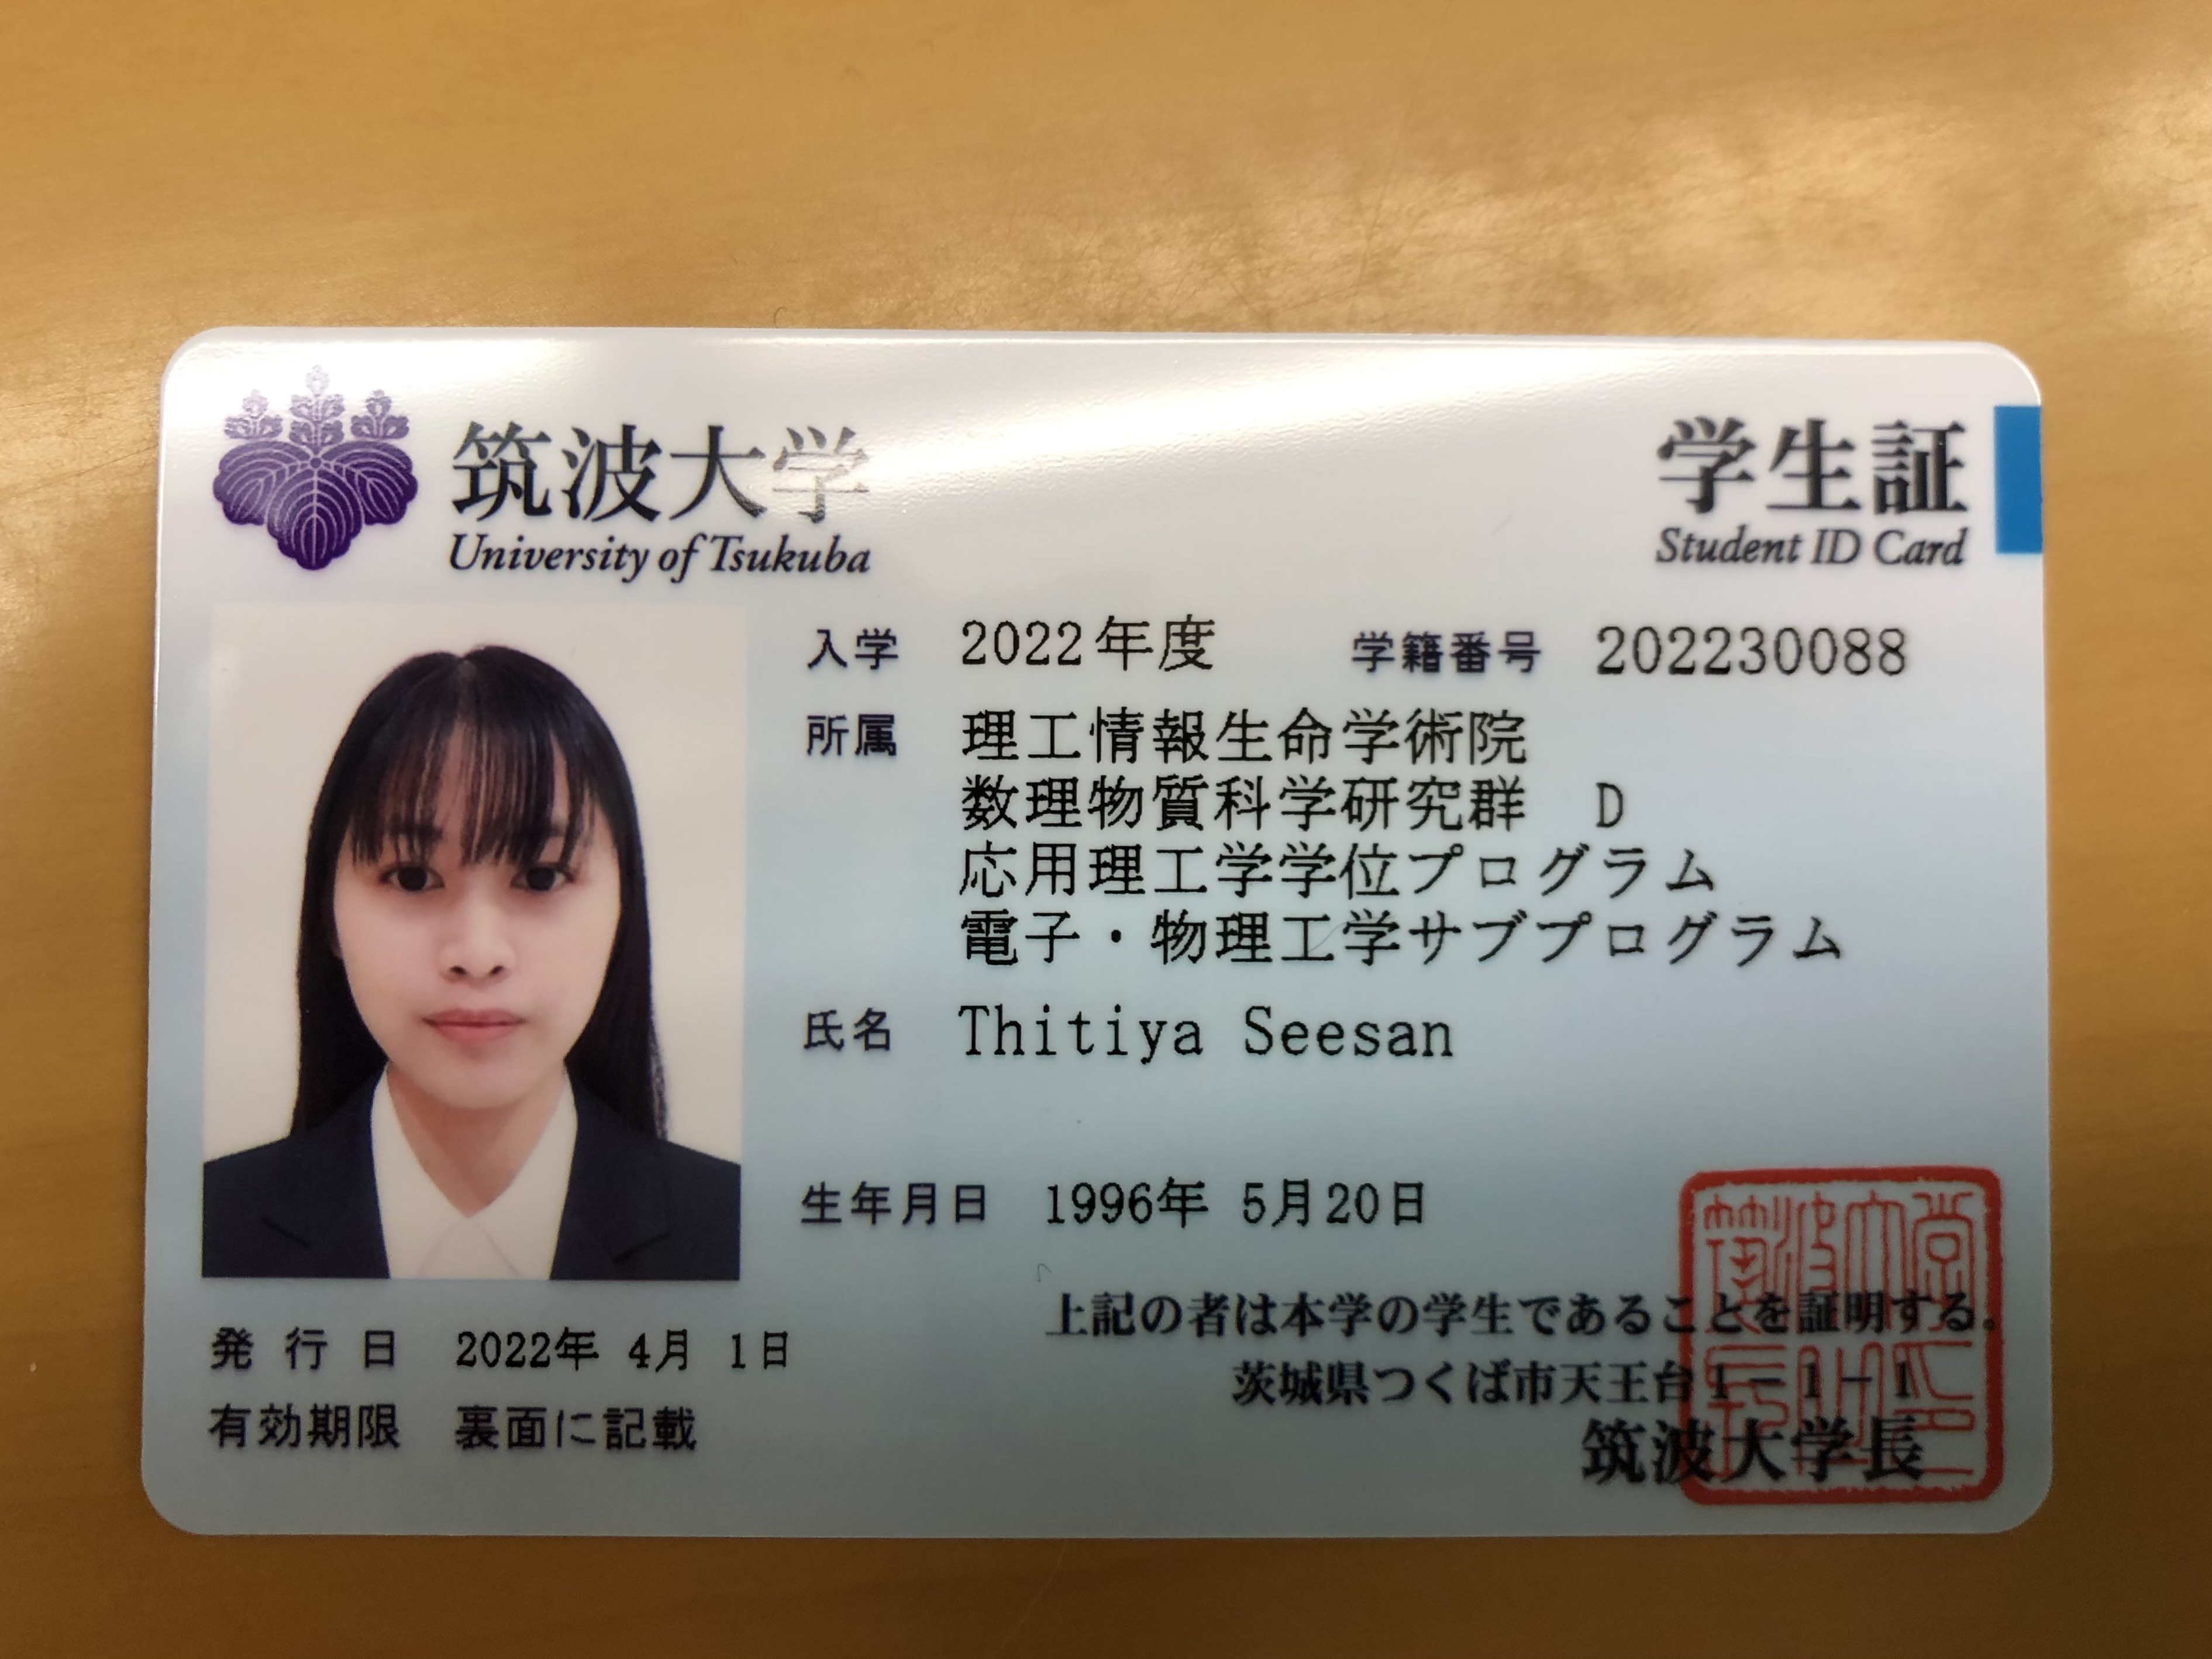 筑波大学
University of Tsukuba
学生証
Student ID Card
入学 2022年度 学籍番号 202230088
所属 理工情報生命学術院
数理物質科学研究群 D
応用理工学学位プログラム
電子・物理工学サブプログラム
氏名 Thitiya Seesan
生年月日 1996年 5月20日
発行日 2022年 4月 1日
有効期限 裏面に記載
上記の者は本学の学生であることを証明する。
茨城県つくば市天王台1-1-1
筑波大学長